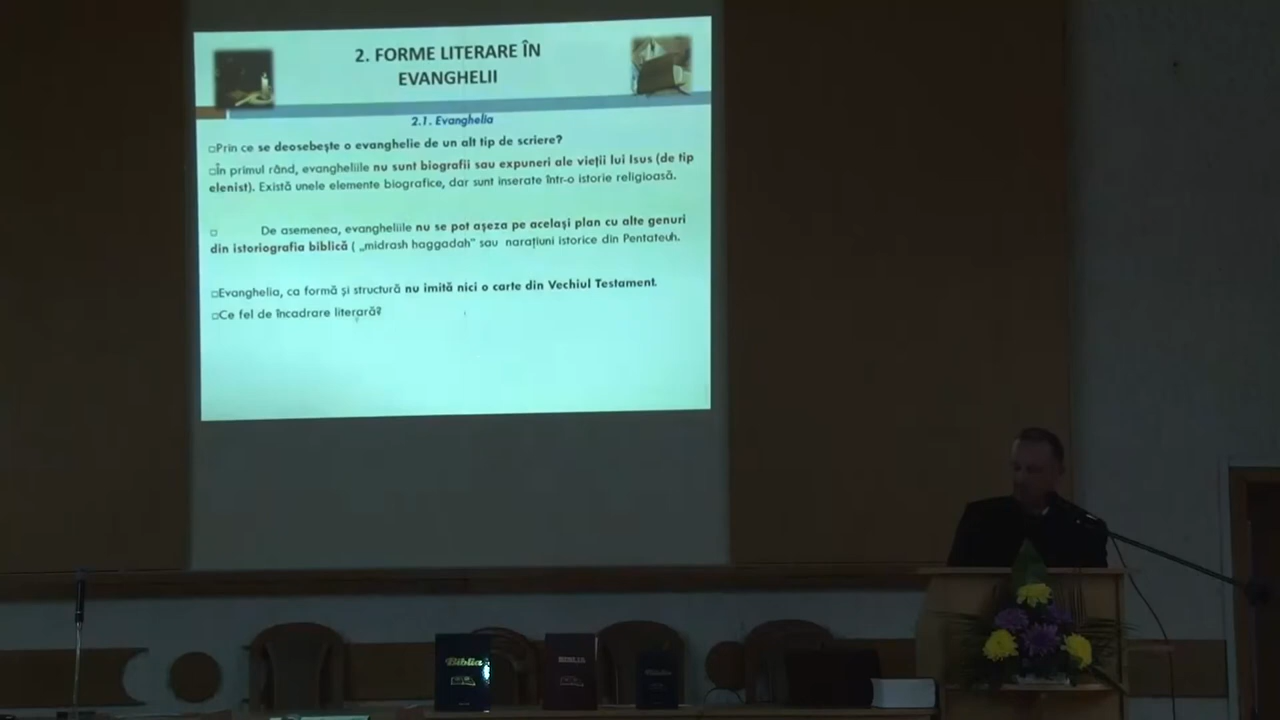 2. FORME LITERARE ÎN
EVANGHELII
2.1. Evanghelia
□Prin ce se deosebește o evanghelie de un alt tip de scriere?
□În primul rând, evangheliile nu sunt biografii sau expuneri ale vieții lui Isus (de tip
elenist). Există unele elemente biografice, dar sunt inserate într-o istorie religioasă.
□ De asemenea, evangheliile nu se pot așeza pe același plan cu alte genuri
din istoriografia biblică ( „midrash haggadah" sau narațiuni istorice din Pentateuh.
□Evanghelia, ca formă și structură nu imită nici o carte din Vechiul Testament.
□Ce fel de încadrare literară?
Biblia
BIBLIA